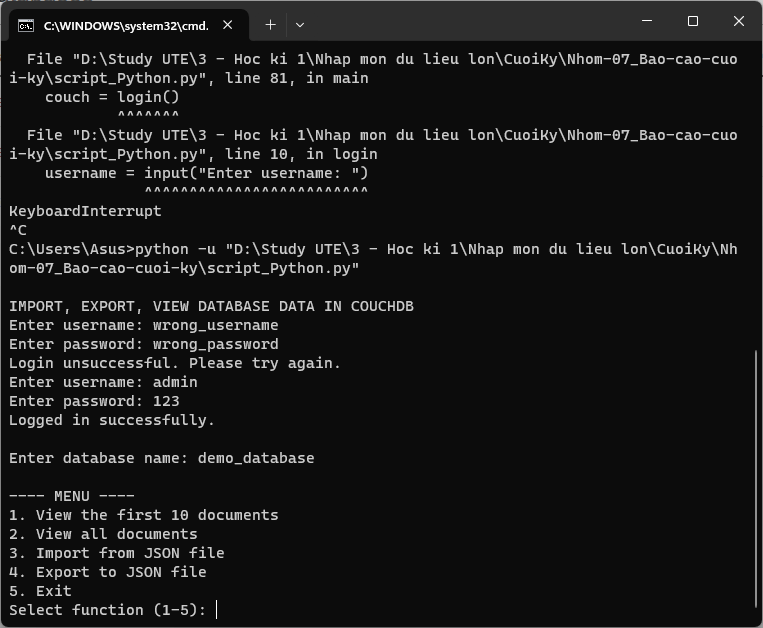 C:\WINDOWS\system32\cmd.
  File "D:\Study UTE\3 - Hoc ki 1\Nhap mon du lieu lon\CuoiKy\Nhom-07_Bao-cao-cuo
i-ky\script_Python.py", line 81, in main
    couch = login()
            ^^^^^^^
  File "D:\Study UTE\3 - Hoc ki 1\Nhap mon du lieu lon\CuoiKy\Nhom-07_Bao-cao-cuo
i-ky\script_Python.py", line 10, in login
    username = input("Enter username: ")
               ^^^^^^^^^^^^^^^^^^^^^^^^^
KeyboardInterrupt
^C
C:\Users\Asus>python -u "D:\Study UTE\3 - Hoc ki 1\Nhap mon du lieu lon\CuoiKy\Nh
om-07_Bao-cao-cuoi-ky\script_Python.py"

IMPORT, EXPORT, VIEW DATABASE DATA IN COUCHDB
Enter username: wrong_username
Enter password: wrong_password
Login unsuccessful. Please try again.
Enter username: admin
Enter password: 123
Logged in successfully.

Enter database name: demo_database

---- MENU ----
1. View the first 10 documents
2. View all documents
3. Import from JSON file
4. Export to JSON file
5. Exit
Select function (1-5):